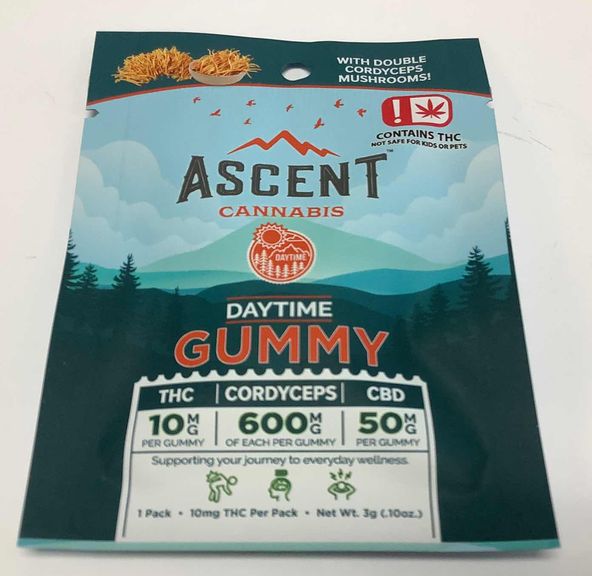 WITH DOUBLE
CORDYCEPS
MUSHROOMS!
CONTAINS THC
NOT SAFE FOR KIDS OR PETS
ASCENT™
CANNABIS
DAYTIME
DAYTIME
GUMMY
THC | CORDYCEPS | CBD
10MG 600MG 50MG
PER GUMMY OF EACH PER GUMMY PER GUMMY
Supporting your journey to everyday wellness.
1 Pack • 10mg THC Per Pack • Net Wt. 3g (.10oz.)